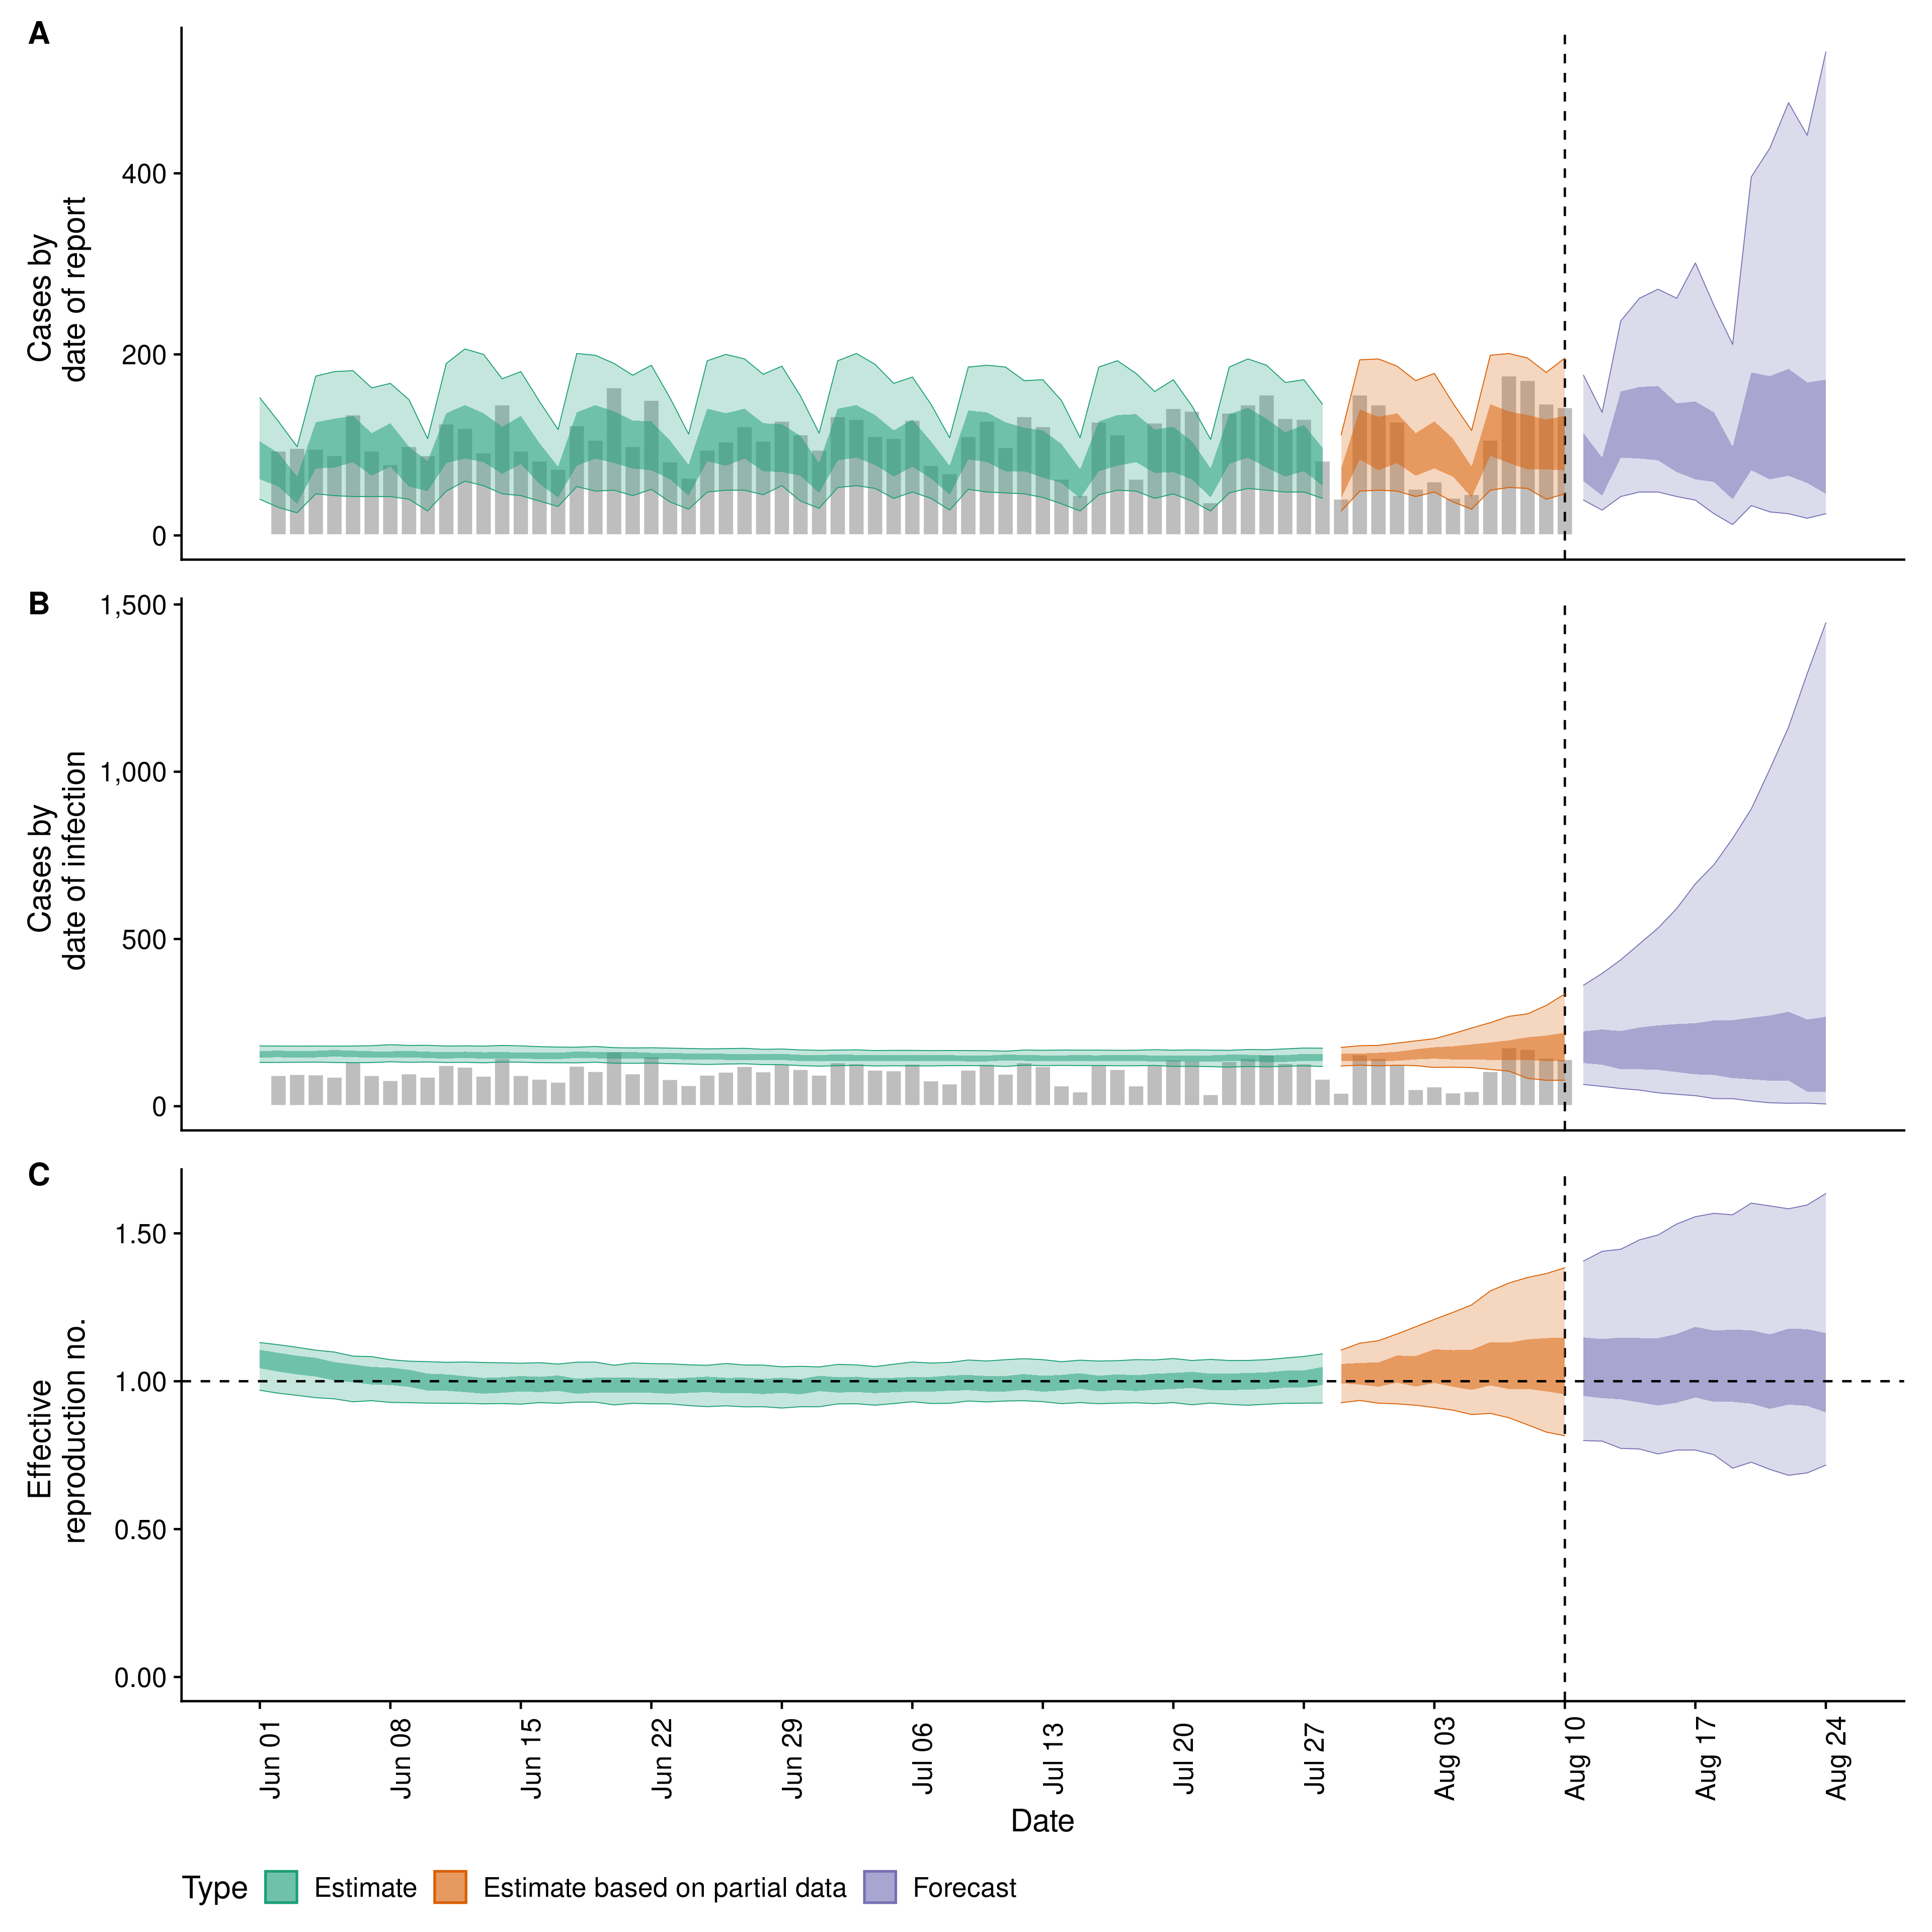 A
Cases by
date of report
400
200
0
B
Cases by
date of infection
1,500
1,000
500
0
C
Effective
reproduction no.
1.50
1.00
0.50
0.00
Jun 01
Jun 08
Jun 15
Jun 22
Jun 29
Jul 06
Jul 13
Jul 20
Jul 27
Aug 03
Aug 10
Aug 17
Aug 24
Date
Type Estimate Estimate based on partial data Forecast